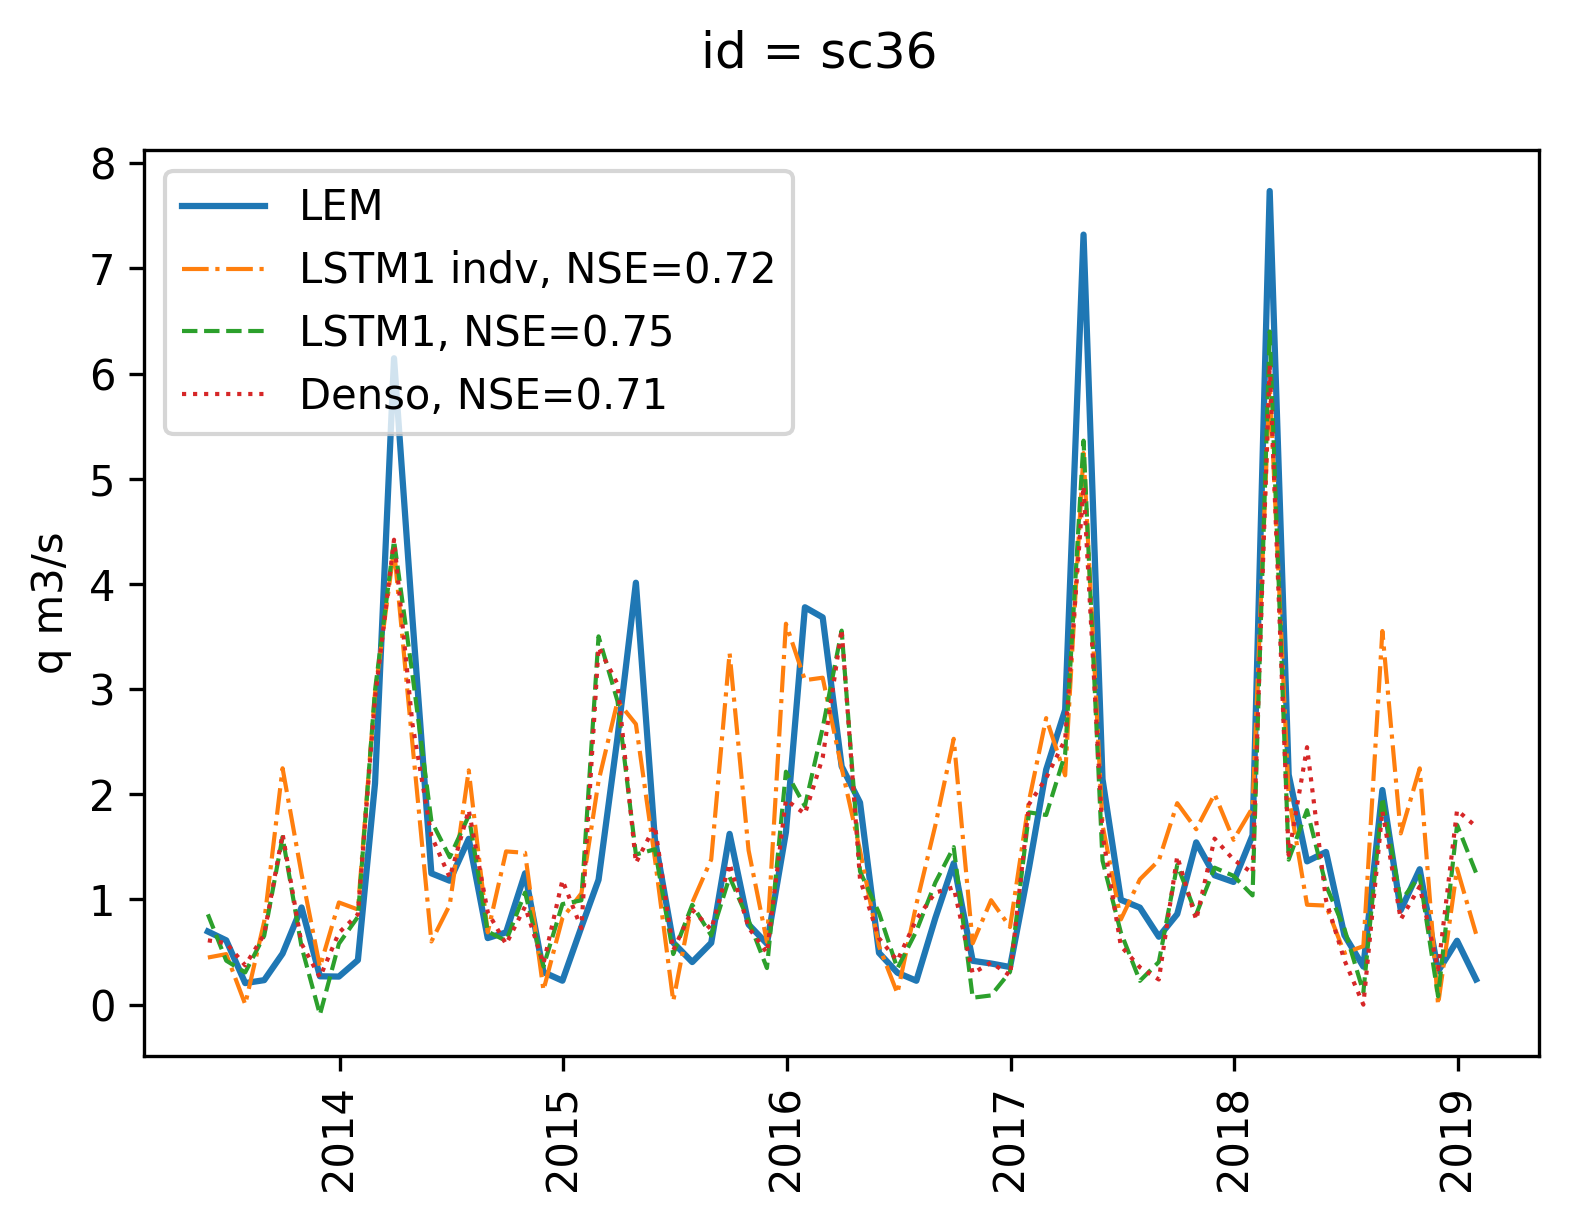 id = sc36
8
7
6
5
4
3
2
1
0
q m3/s
LEM
LSTM1 indv, NSE=0.72
LSTM1, NSE=0.75
Denso, NSE=0.71
2014
2015
2016
2017
2018
2019